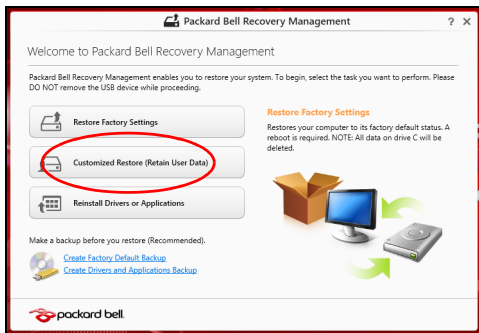 Packard Bell Recovery Management
? X
Welcome to Packard Bell Recovery Management
Packard Bell Recovery Management enables you to restore your system. To begin, select the task you want to perform. Please
DO NOT remove the USB device while proceeding.
Restore Factory Settings
Customized Restore (Retain User Data)
Reinstall Drivers or Applications
Restore Factory Settings
Restores your computer to its factory default status. A
reboot is required. NOTE: All data on drive C will be
deleted.
Make a backup before you restore (Recommended).
Create Factory Default Backup
Create Drivers and Applications Backup
packard bell